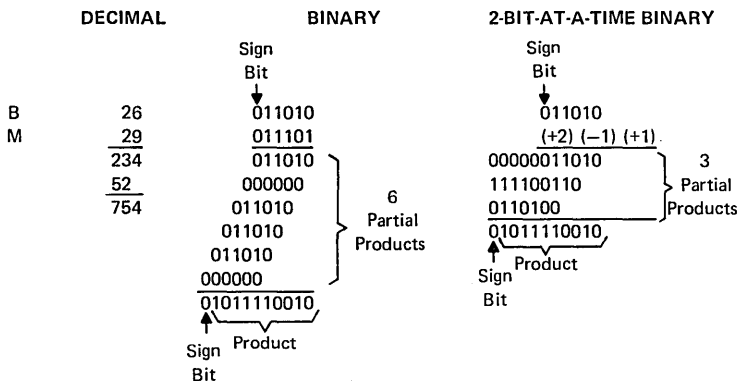 DECIMAL BINARY 2-BIT-AT-A-TIME BINARY
Sign Bit
Sign Bit
B 26 011010 011010
M 29 011101 (+2) (−1) (+1)
234 011010 00000011010
52 000000 111100110
754 011010 0110100
011010 01011110010
011010
000000
01011110010
6 Partial Products
3 Partial Products
Sign Bit
Product
Sign Bit
Product